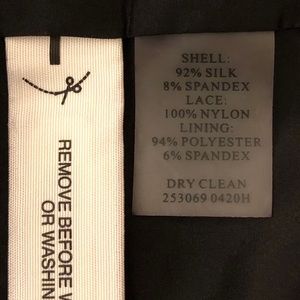 REMOVE BEFORE W
OR WASHIN
SHELL:
92% SILK
8% SPANDEX
LACE:
100% NYLON
LINING:
94% POLYESTER
6% SPANDEX
DRY CLEAN
253069 0420H